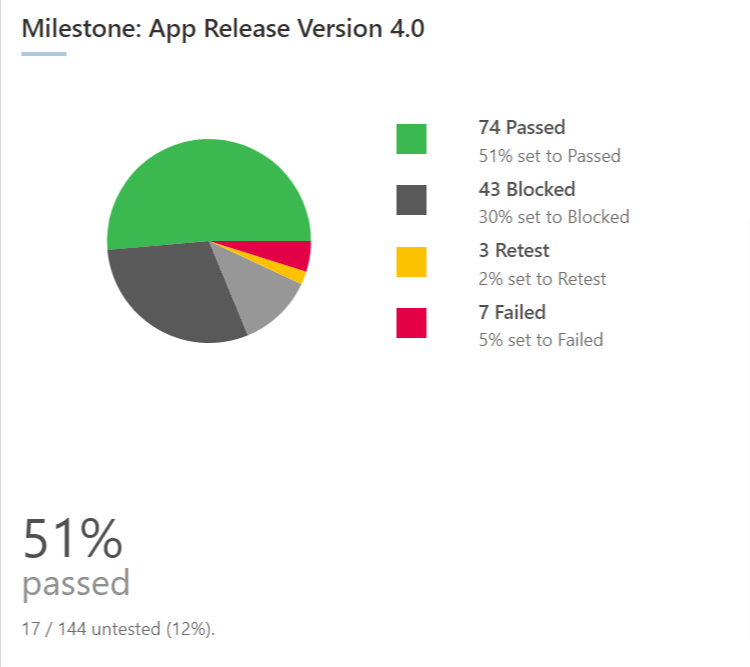 Milestone: App Release Version 4.0
74 Passed
51% set to Passed
43 Blocked
30% set to Blocked
3 Retest
2% set to Retest
7 Failed
5% set to Failed
51%
passed
17 / 144 untested (12%).